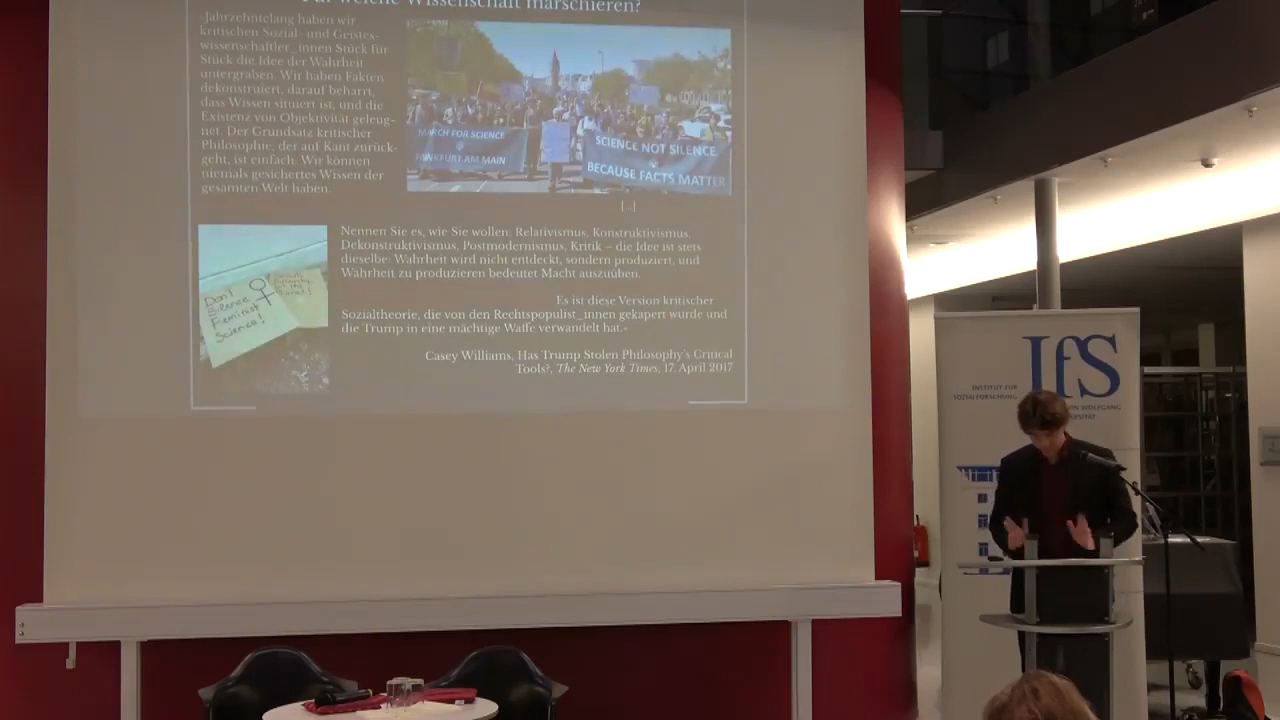 Für welche Wissenschaft marschieren?
Jahrzehntelang haben wir
kritischen Sozial- und Geistes-
wissenschaftler_innen Stück für
Stück die Idee der Wahrheit
untergraben. Wir haben Fakten
dekonstruiert, darauf beharrt,
dass Wissen situiert ist, und die
Existenz von Objektivität geleug-
net. Der Grundsatz kritischer
Philosophie, der auf Kant zurück-
geht, ist einfach: Wir können
niemals gesichertes Wissen der
gesamten Welt haben.
MARCH FOR SCIENCE
FRANKFURT AM MAIN
SCIENCE NOT SILENCE
BECAUSE FACTS MATTER
[...]
Nennen Sie es, wie Sie wollen: Relativismus, Konstruktivismus,
Dekonstruktivismus, Postmodernismus, Kritik – die Idee ist stets
dieselbe: Wahrheit wird nicht entdeckt, sondern produziert, und
Wahrheit zu produzieren bedeutet Macht auszuüben.
Es ist diese Version kritischer
Sozialtheorie, die von den Rechtspopulist_innen gekapert wurde und
die Trump in eine mächtige Waffe verwandelt hat.«
Casey Williams, Has Trump Stolen Philosophy's Critical
Tools?, The New York Times, 17. April 2017
Don't
Silence
Feminist
Science!
IfS
INSTITUT FÜR
SOZIALFORSCHUNG
WOLFGANG